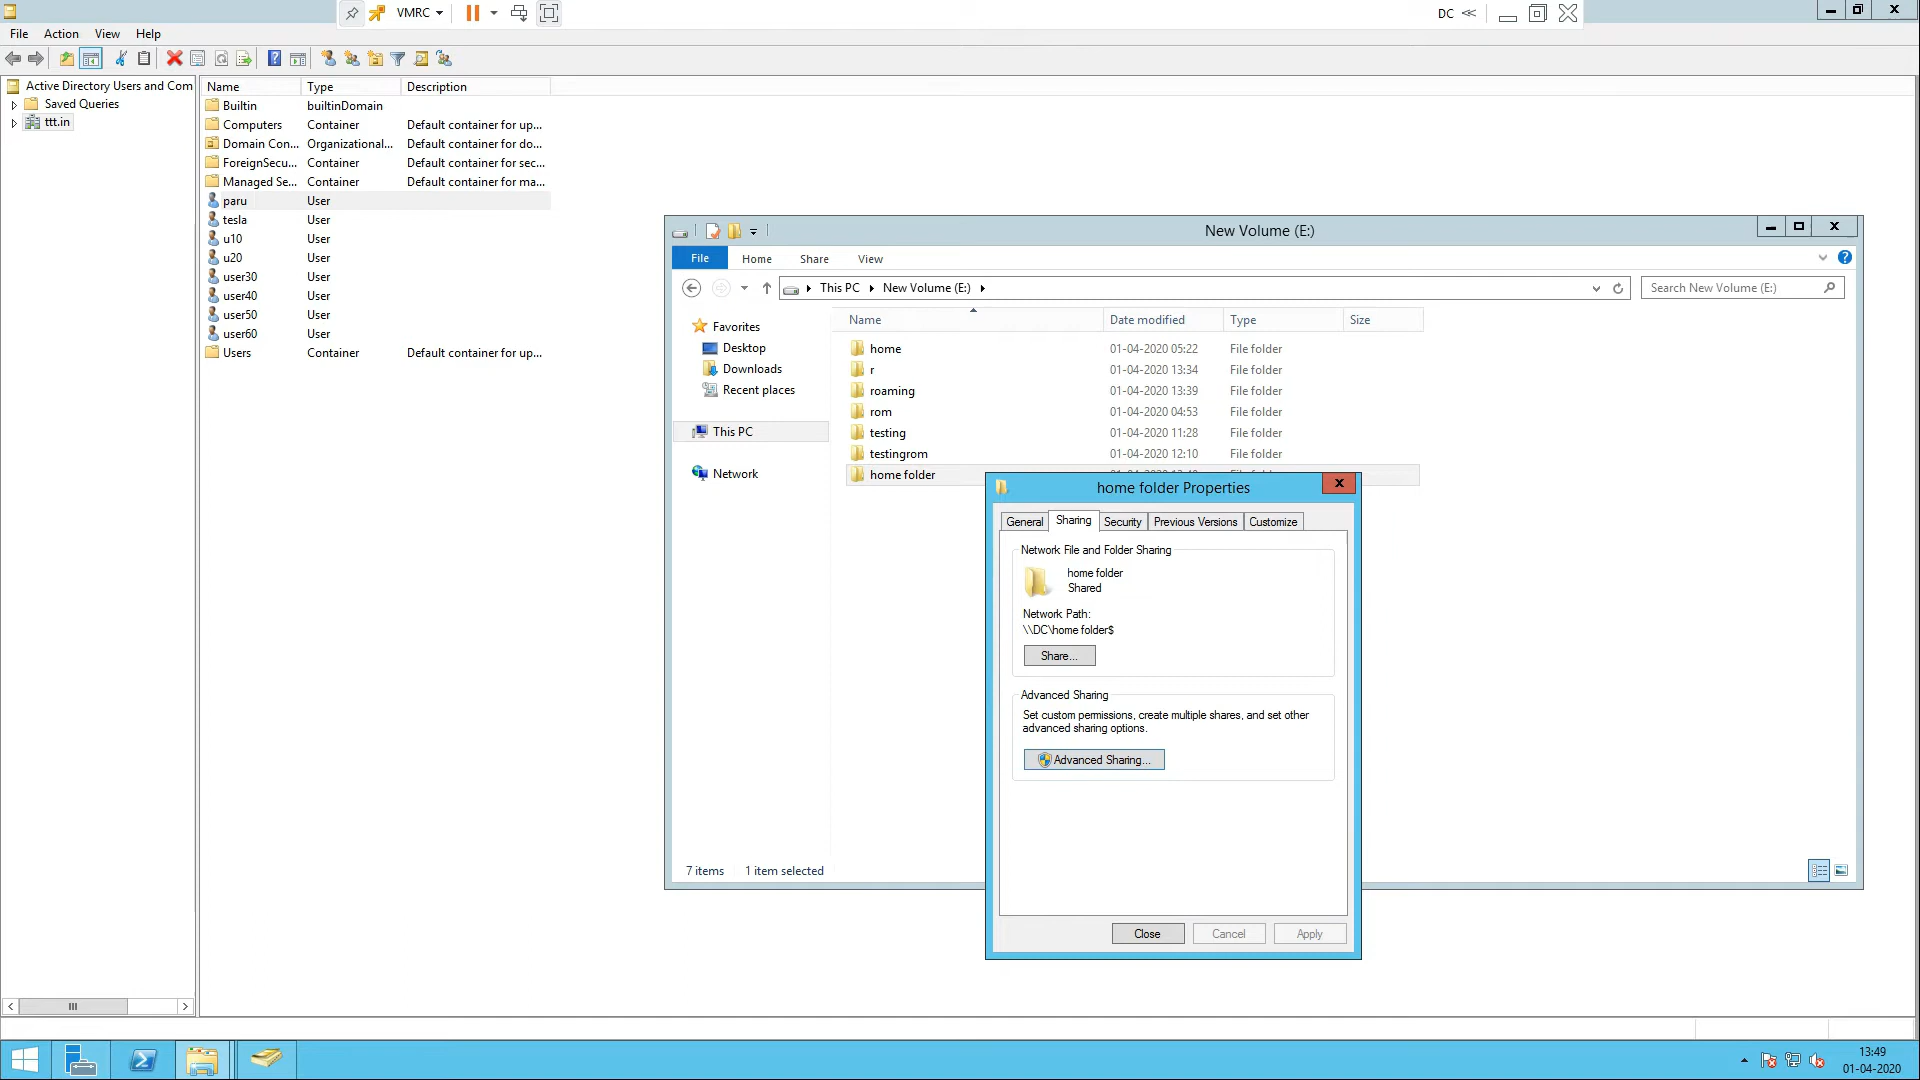 VMRC
DC
File Action View Help
Active Directory Users and Com
Saved Queries
ttt.in
Name Type Description
Builtin builtinDomain
Computers Container Default container for up...
Domain Con... Organizational... Default container for do...
ForeignSecu... Container Default container for sec...
Managed Se... Container Default container for ma...
paru User
tesla User
u10 User
u20 User
user30 User
user40 User
user50 User
user60 User
Users Container Default container for up...
New Volume (E:)
File Home Share View
This PC New Volume (E:)
Search New Volume (E:)
Favorites
Desktop
Downloads
Recent places
This PC
Network
Name Date modified Type Size
home 01-04-2020 05:22 File folder
r 01-04-2020 13:34 File folder
roaming 01-04-2020 13:39 File folder
rom 01-04-2020 04:53 File folder
testing 01-04-2020 11:28 File folder
testingrom 01-04-2020 12:10 File folder
home folder
7 items 1 item selected
home folder Properties
General Sharing Security Previous Versions Customize
Network File and Folder Sharing
home folder
Shared
Network Path:
\\DC\home folder$
Share...
Advanced Sharing
Set custom permissions, create multiple shares, and set other
advanced sharing options.
Advanced Sharing...
Close Cancel Apply
13:49
01-04-2020